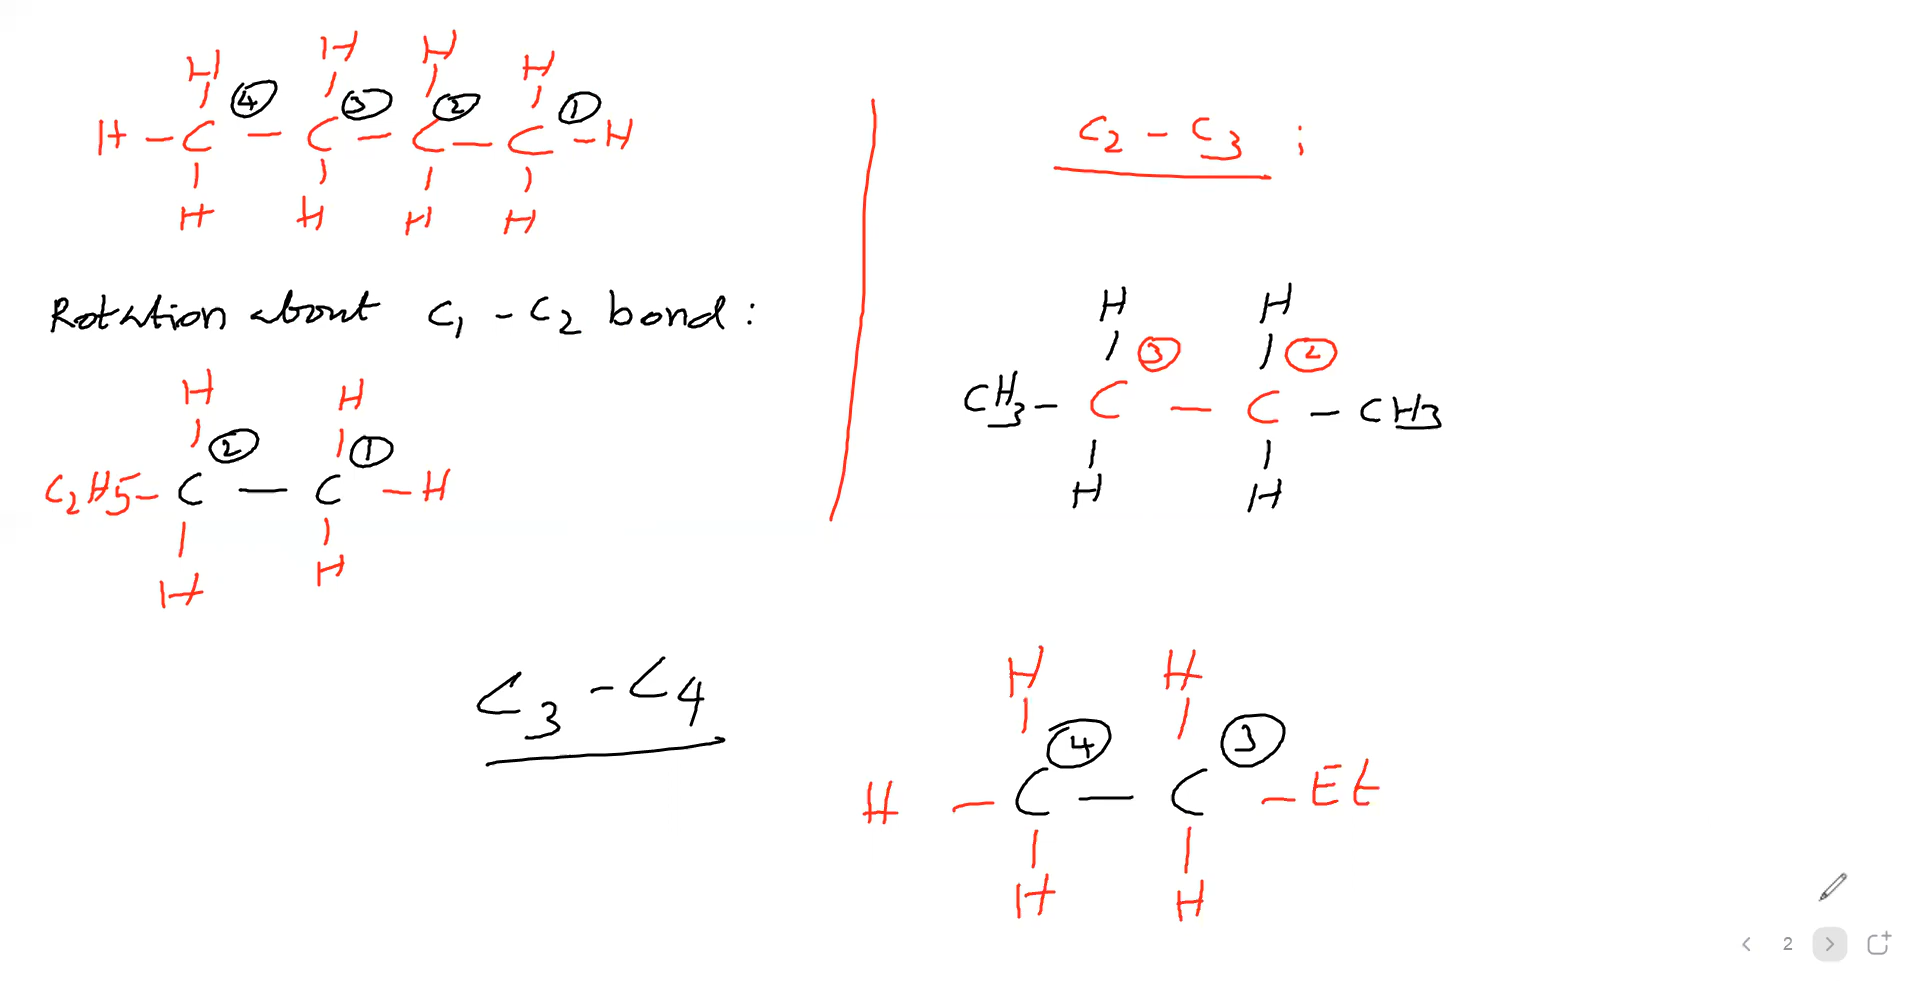 H H H H
④ ③ ② ①
H - C - C - C - C - H
H H H H
Rotation about C₁ - C₂ bond :
H H
② ①
C₂H5 - C — C - H
H H
C₂ - C₃ ;
H H
③ ②
CH₃ - C — C - CH3
H H
C₃ - C₄
H H
④ ③
H - C — C - Et
H H
2